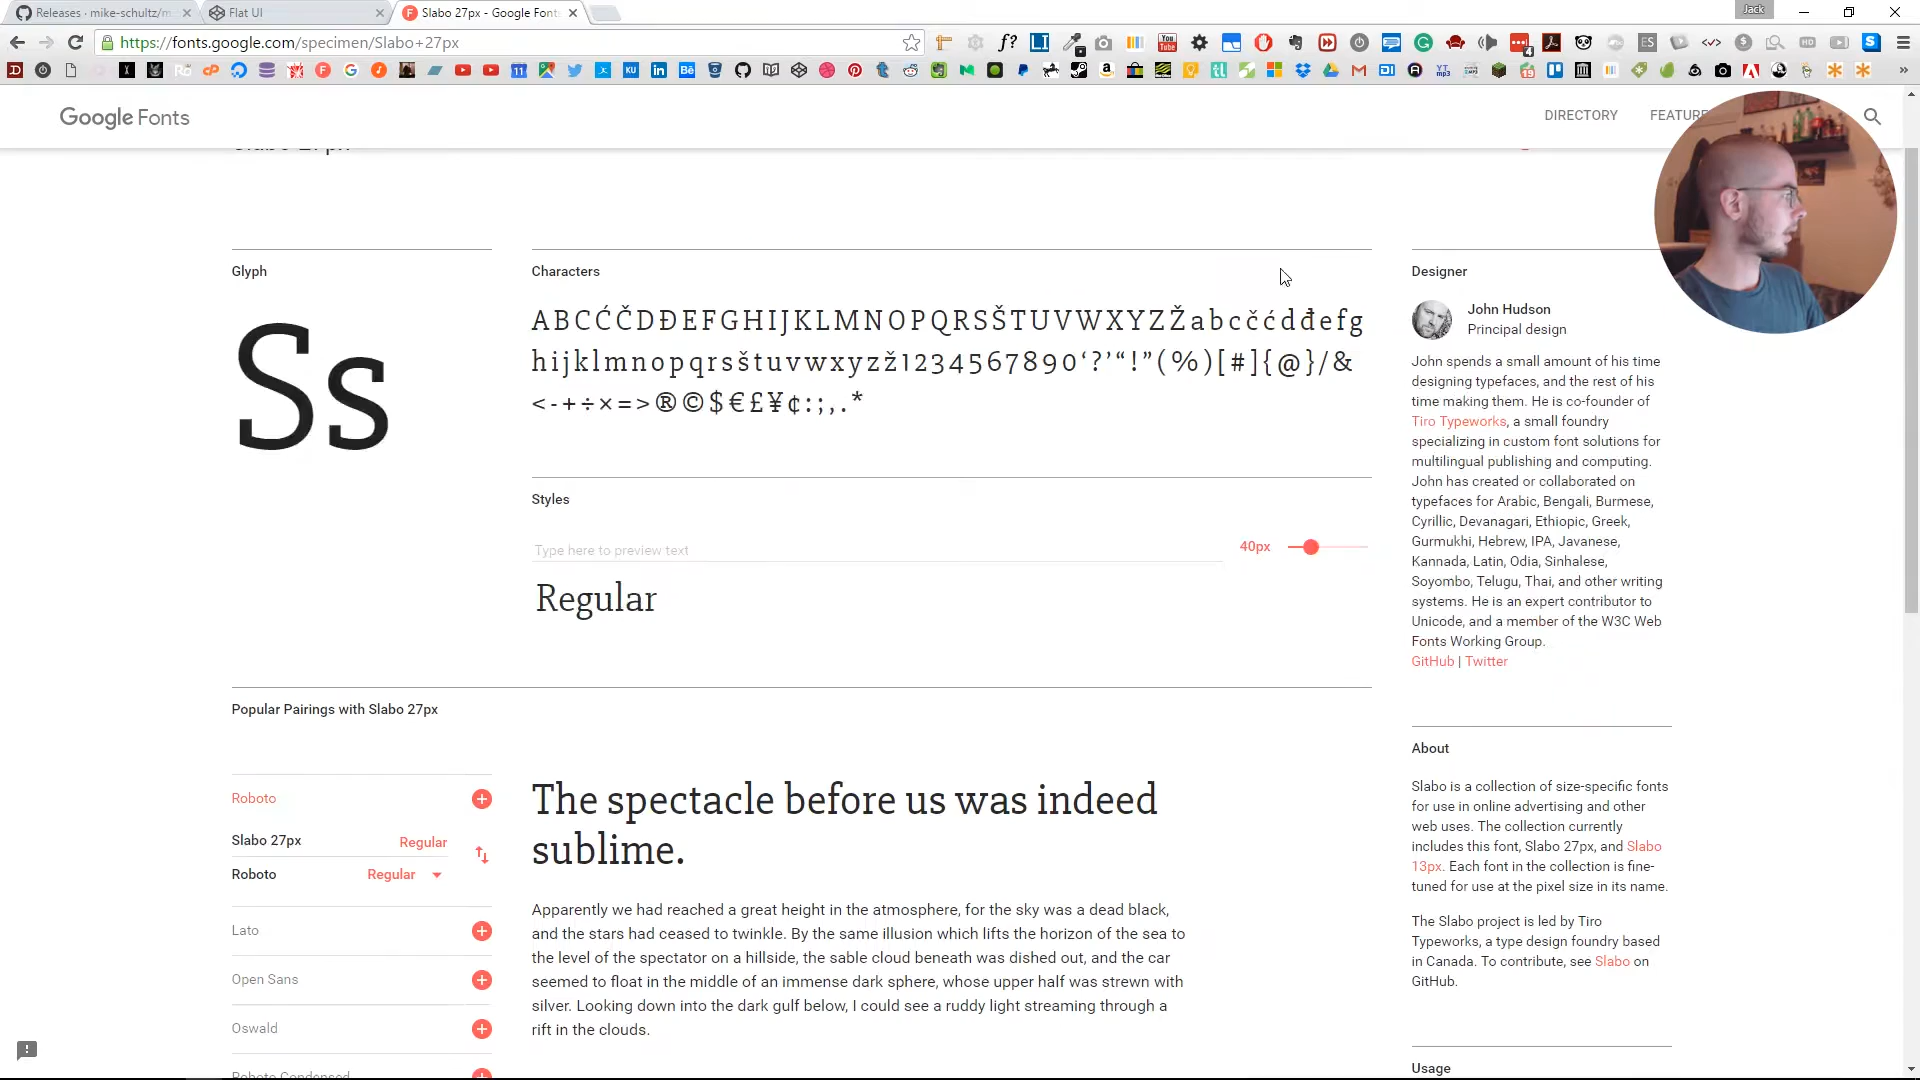 Releases · mike-schultz/m
Flat UI
Slabo 27px - Google Font
Jack
https://fonts.google.com/specimen/Slabo+27px
Google Fonts
DIRECTORY
Glyph
Ss
Characters
A B C Ć Č D Đ E F G H I J K L M N O P Q R S Š T U V W X Y Z Ž a b c č ć d đ e f g
h i j k l m n o p q r s š t u v w x y z ž 1 2 3 4 5 6 7 8 9 0 ‘ ? ’ “ ! ” ( % ) [ # ] { @ } / &
< - + ÷ × = > ® © $ € £ ¥ ¢ : ; , . *
Styles
Type here to preview text
40px
Regular
Designer
John Hudson
Principal design
John spends a small amount of his time
designing typefaces, and the rest of his
time making them. He is co-founder of
Tiro Typeworks, a small foundry
specializing in custom font solutions for
multilingual publishing and computing.
John has created or collaborated on
typefaces for Arabic, Bengali, Burmese,
Cyrillic, Devanagari, Ethiopic, Greek,
Gurmukhi, Hebrew, IPA, Javanese,
Kannada, Latin, Odia, Sinhalese,
Soyombo, Telugu, Thai, and other writing
systems. He is an expert contributor to
Unicode, and a member of the W3C Web
Fonts Working Group.
GitHub | Twitter
Popular Pairings with Slabo 27px
Roboto
Slabo 27px Regular
Roboto Regular
Lato
Open Sans
Oswald
Roboto Condensed
The spectacle before us was indeed
sublime.
Apparently we had reached a great height in the atmosphere, for the sky was a dead black,
and the stars had ceased to twinkle. By the same illusion which lifts the horizon of the sea to
the level of the spectator on a hillside, the sable cloud beneath was dished out, and the car
seemed to float in the middle of an immense dark sphere, whose upper half was strewn with
silver. Looking down into the dark gulf below, I could see a ruddy light streaming through a
rift in the clouds.
About
Slabo is a collection of size-specific fonts
for use in online advertising and other
web uses. The collection currently
includes this font, Slabo 27px, and Slabo
13px. Each font in the collection is fine-
tuned for use at the pixel size in its name.
The Slabo project is led by Tiro
Typeworks, a type design foundry based
in Canada. To contribute, see Slabo on
GitHub.
Usage